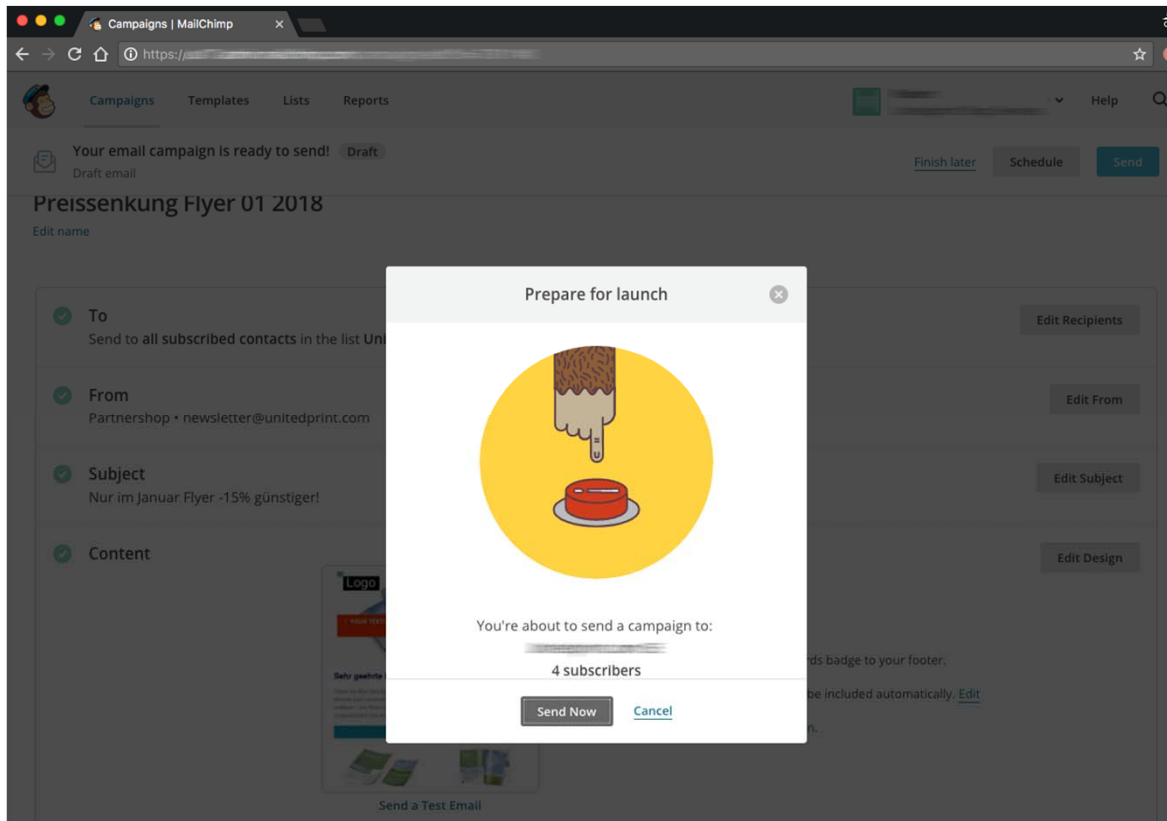 Campaigns | MailChimp
https://
Campaigns Templates Lists Reports Help
Your email campaign is ready to send! Draft
Draft email
Finish later Schedule Send
Preissenkung Flyer 01 2018
Edit name
Prepare for launch
To
Send to all subscribed contacts in the list
Edit Recipients
From
Partnershop • newsletter@unitedprint.com
Edit From
Subject
Nur im Januar Flyer -15% günstiger!
Edit Subject
Content
Edit Design
Logo
Sehr geehrte
You're about to send a campaign to:
4 subscribers
badge to your footer.
be included automatically. Edit
Send Now Cancel
Send a Test Email